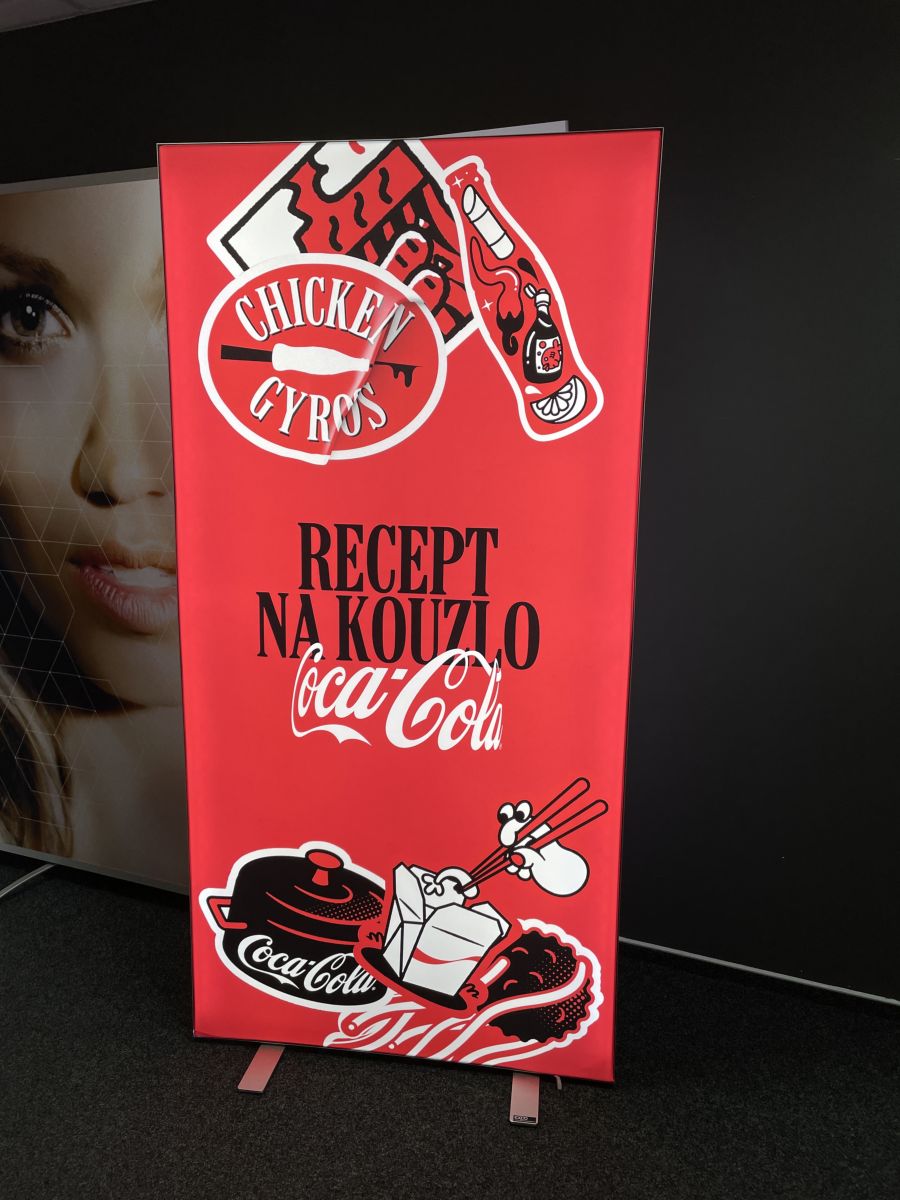 CHICKEN
GYROS
RECEPT
NA KOUZLO
Coca-Cola
Coca-Cola